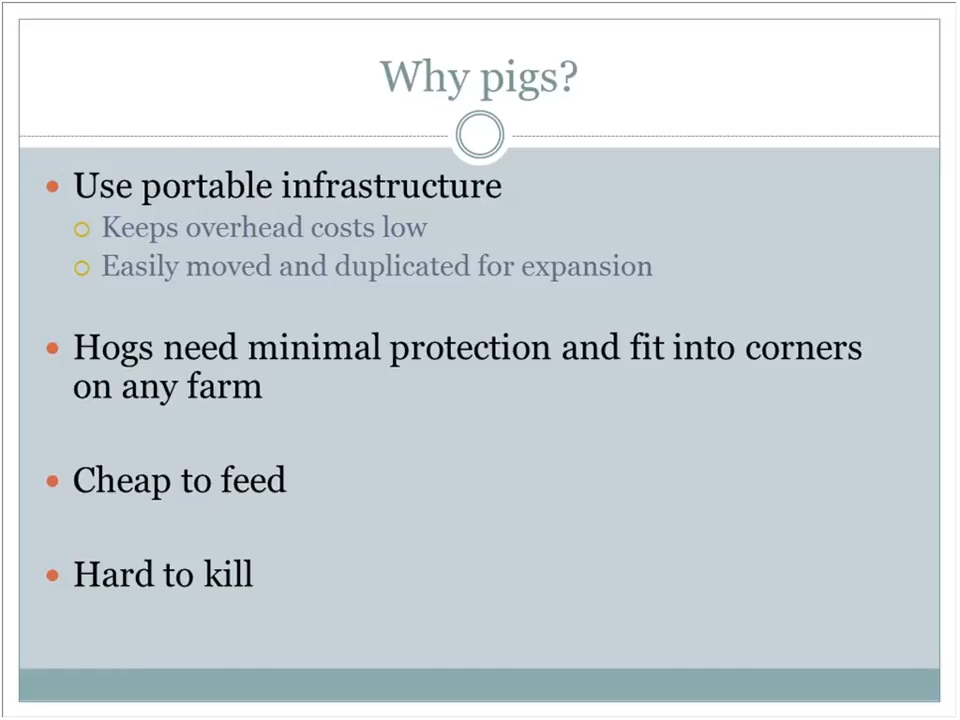 Why pigs?
Use portable infrastructure
Keeps overhead costs low
Easily moved and duplicated for expansion
Hogs need minimal protection and fit into corners
on any farm
Cheap to feed
Hard to kill